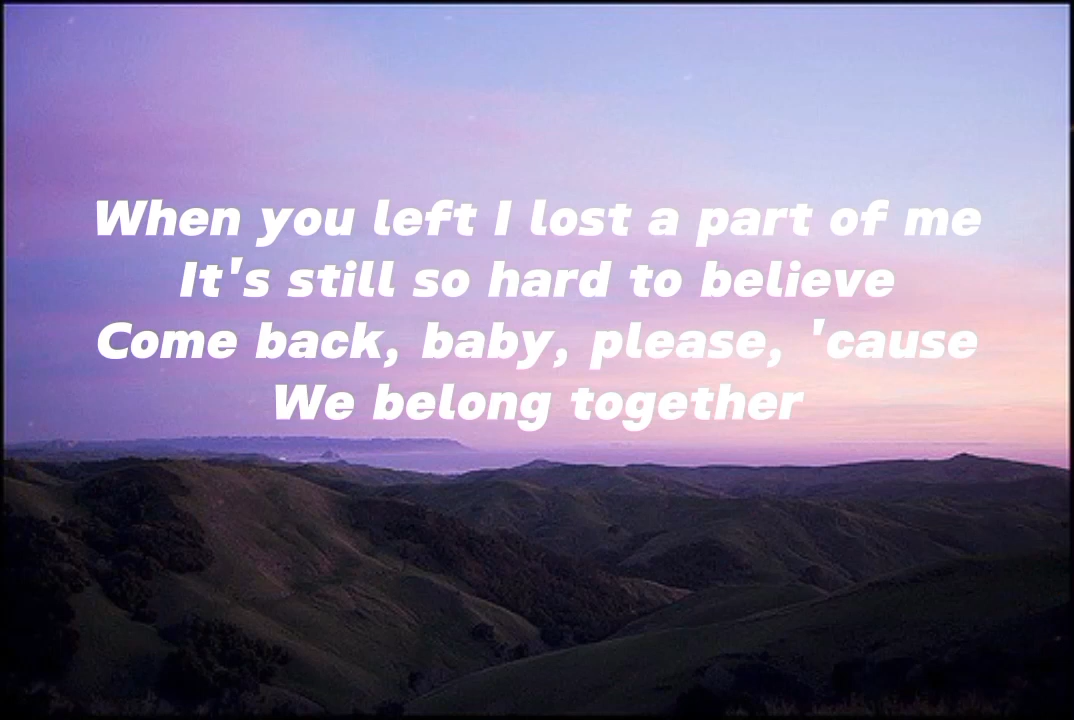 When you left I lost a part of me
It's still so hard to believe
Come back, baby, please, 'cause
We belong together